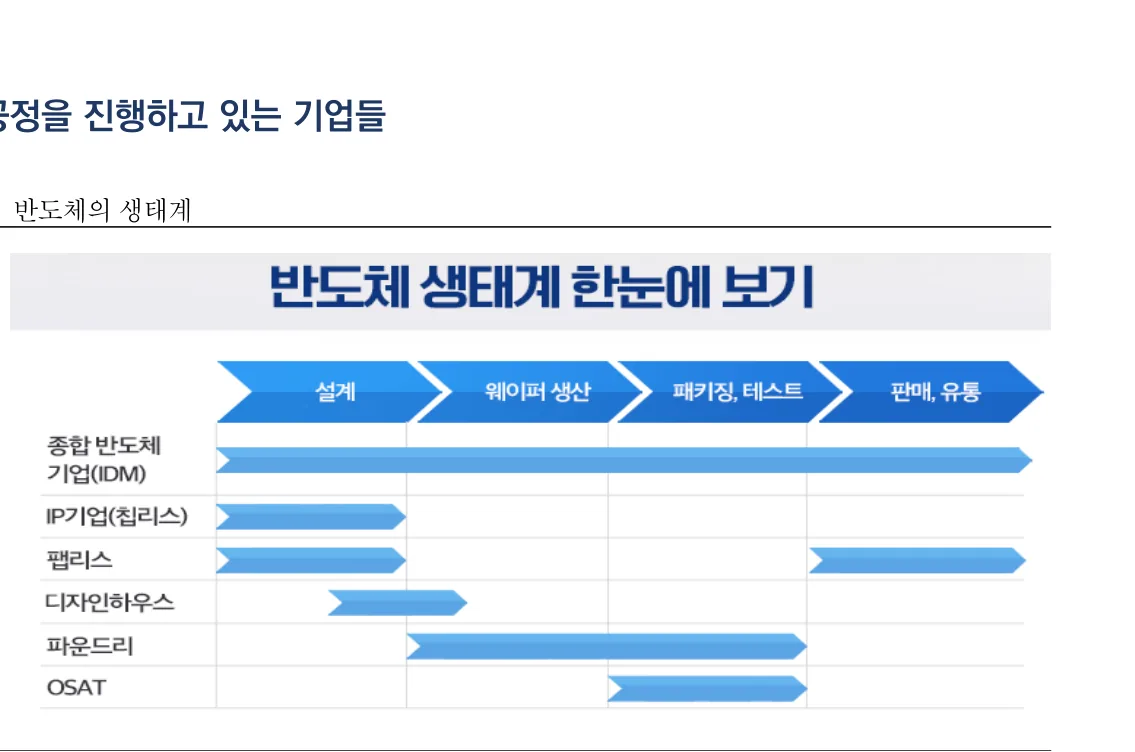 공정을 진행하고 있는 기업들
반도체의 생태계
반도체 생태계 한눈에 보기
설계
웨이퍼 생산
패키징, 테스트
판매, 유통
종합 반도체
기업(IDM)
IP기업(칩리스)
팹리스
디자인하우스
파운드리
OSAT